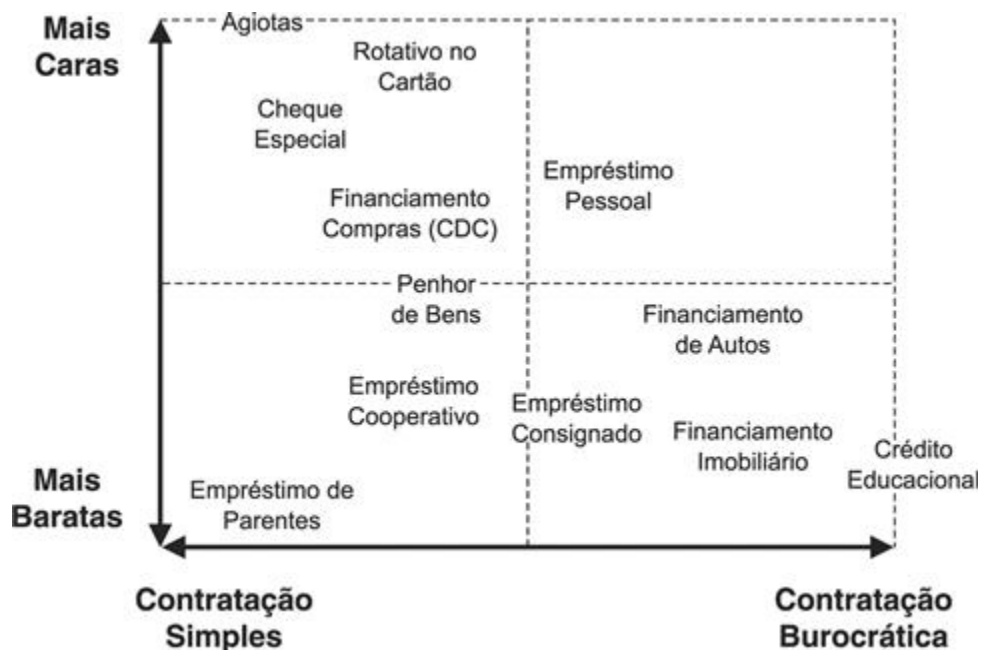 Mais
Caras
Agiotas
Rotativo no
Cartão
Cheque
Especial
Empréstimo
Pessoal
Financiamento
Compras (CDC)
Penhor
de Bens
Financiamento
de Autos
Empréstimo
Cooperativo
Empréstimo
Consignado
Financiamento
Imobiliário
Crédito
Educacional
Mais
Baratas
Empréstimo de
Parentes
Contratação
Simples
Contratação
Burocrática